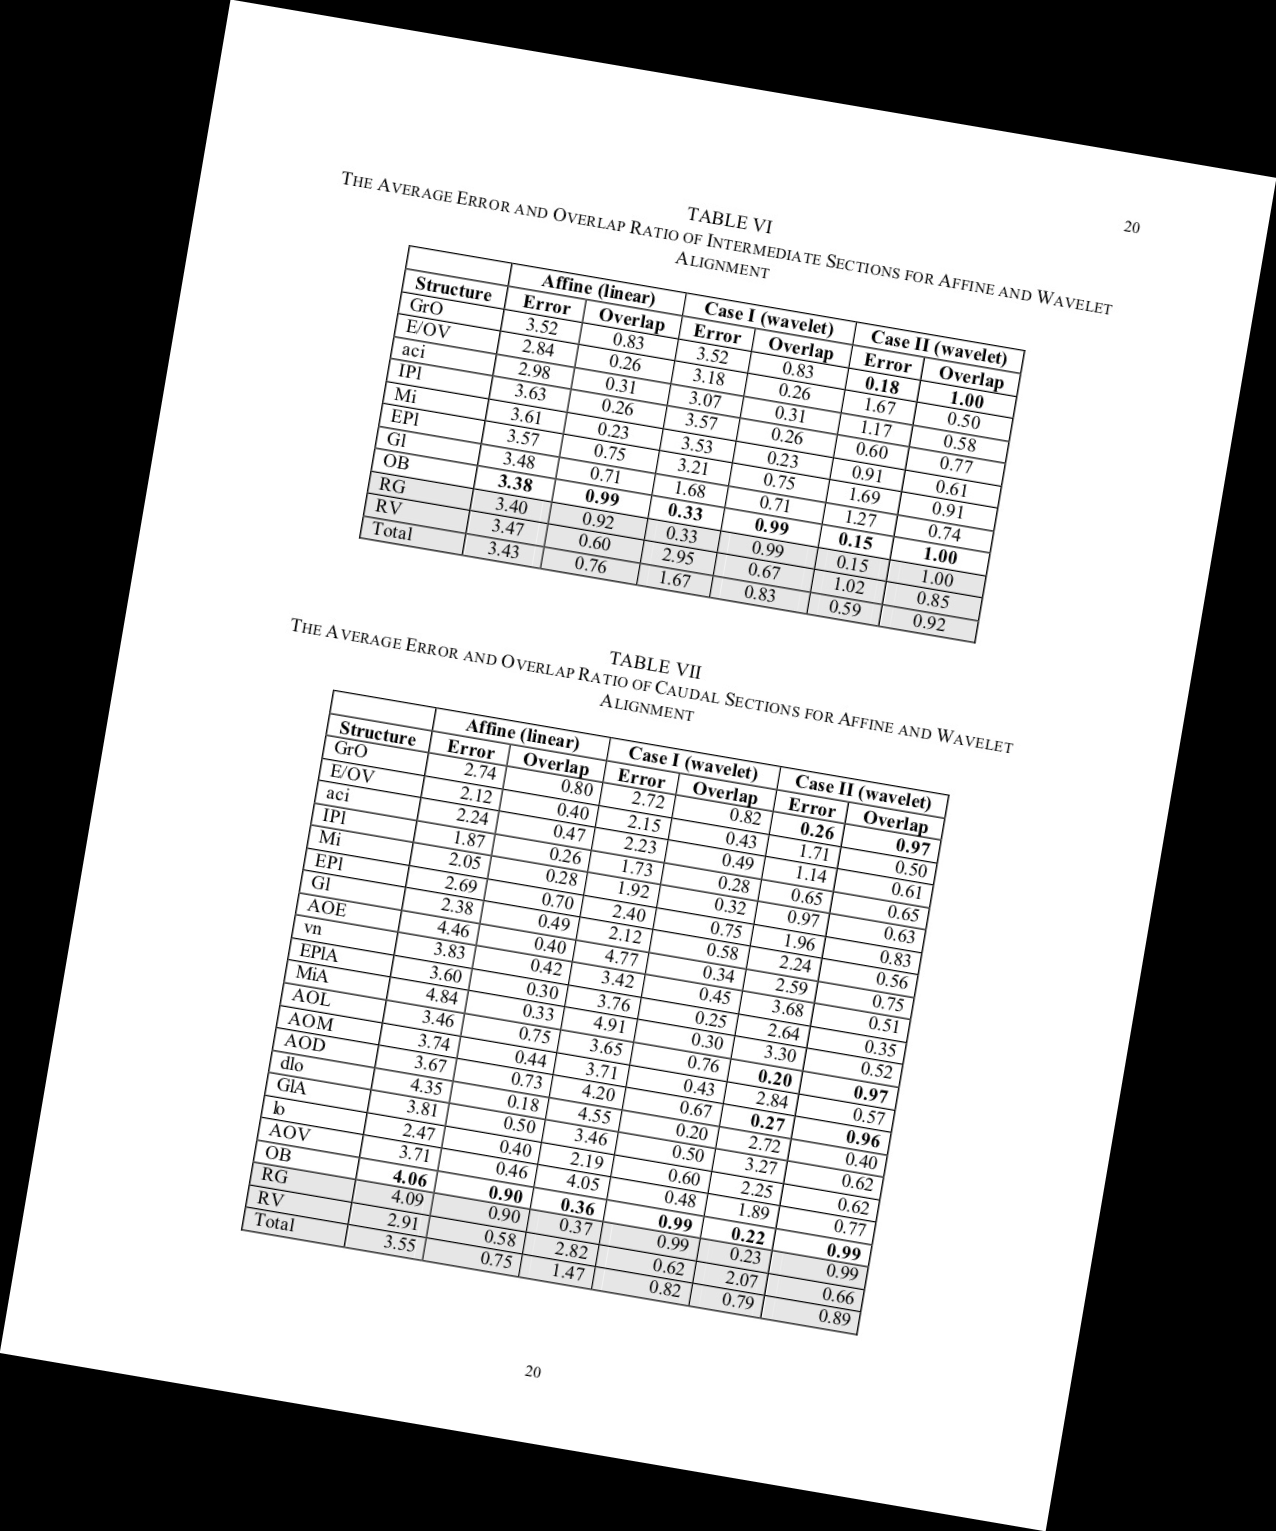 20
TABLE VI
THE AVERAGE ERROR AND OVERLAP RATIO OF INTERMEDIATE SECTIONS FOR AFFINE AND WAVELET
ALIGNMENT
Affine (linear) Case I (wavelet) Case II (wavelet)
Structure Error Overlap Error Overlap Error Overlap
GrO 3.52 0.83 3.52 0.83 0.18 1.00
E/OV 2.84 0.26 3.18 0.26 1.67 0.50
aci 2.98 0.31 3.07 0.31 1.17 0.58
IPl 3.63 0.26 3.57 0.26 0.60 0.77
Mi 3.61 0.23 3.53 0.23 0.91 0.61
EPl 3.57 0.75 3.21 0.75 1.69 0.91
Gl 3.48 0.71 1.68 0.71 1.27 0.74
OB 3.38 0.99 0.33 0.99 0.15 1.00
RG 3.40 0.92 0.33 0.99 0.15 1.00
RV 3.47 0.60 2.95 0.67 1.02 0.85
Total 3.43 0.76 1.67 0.83 0.59 0.92
TABLE VII
THE AVERAGE ERROR AND OVERLAP RATIO OF CAUDAL SECTIONS FOR AFFINE AND WAVELET
ALIGNMENT
Affine (linear) Case I (wavelet) Case II (wavelet)
Structure Error Overlap Error Overlap Error Overlap
GrO 2.74 0.80 2.72 0.82 0.26 0.97
E/OV 2.12 0.40 2.15 0.43 1.71 0.50
aci 2.24 0.47 2.23 0.49 1.14 0.61
IPl 1.87 0.26 1.73 0.28 0.65 0.65
Mi 2.05 0.28 1.92 0.32 0.97 0.63
EPl 2.69 0.70 2.40 0.75 1.96 0.83
Gl 2.38 0.49 2.12 0.58 2.24 0.56
AOE 4.46 0.40 4.77 0.34 2.59 0.75
vn 3.83 0.42 3.42 0.45 3.68 0.51
EPlA 3.60 0.30 3.76 0.25 2.64 0.35
MiA 4.84 0.33 4.91 0.30 3.30 0.52
AOL 3.46 0.75 3.65 0.76 0.20 0.97
AOM 3.74 0.44 3.71 0.43 2.84 0.57
AOD 3.67 0.73 4.20 0.67 0.27 0.96
dlo 4.35 0.18 4.55 0.20 2.72 0.40
GlA 3.81 0.50 3.46 0.50 3.27 0.62
lo 2.47 0.40 2.19 0.60 2.25 0.62
AOV 3.71 0.46 4.05 0.48 1.89 0.77
OB 4.06 0.90 0.36 0.99 0.22 0.99
RG 4.09 0.90 0.37 0.99 0.23 0.99
RV 2.91 0.58 2.82 0.62 2.07 0.66
Total 3.55 0.75 1.47 0.82 0.79 0.89
20